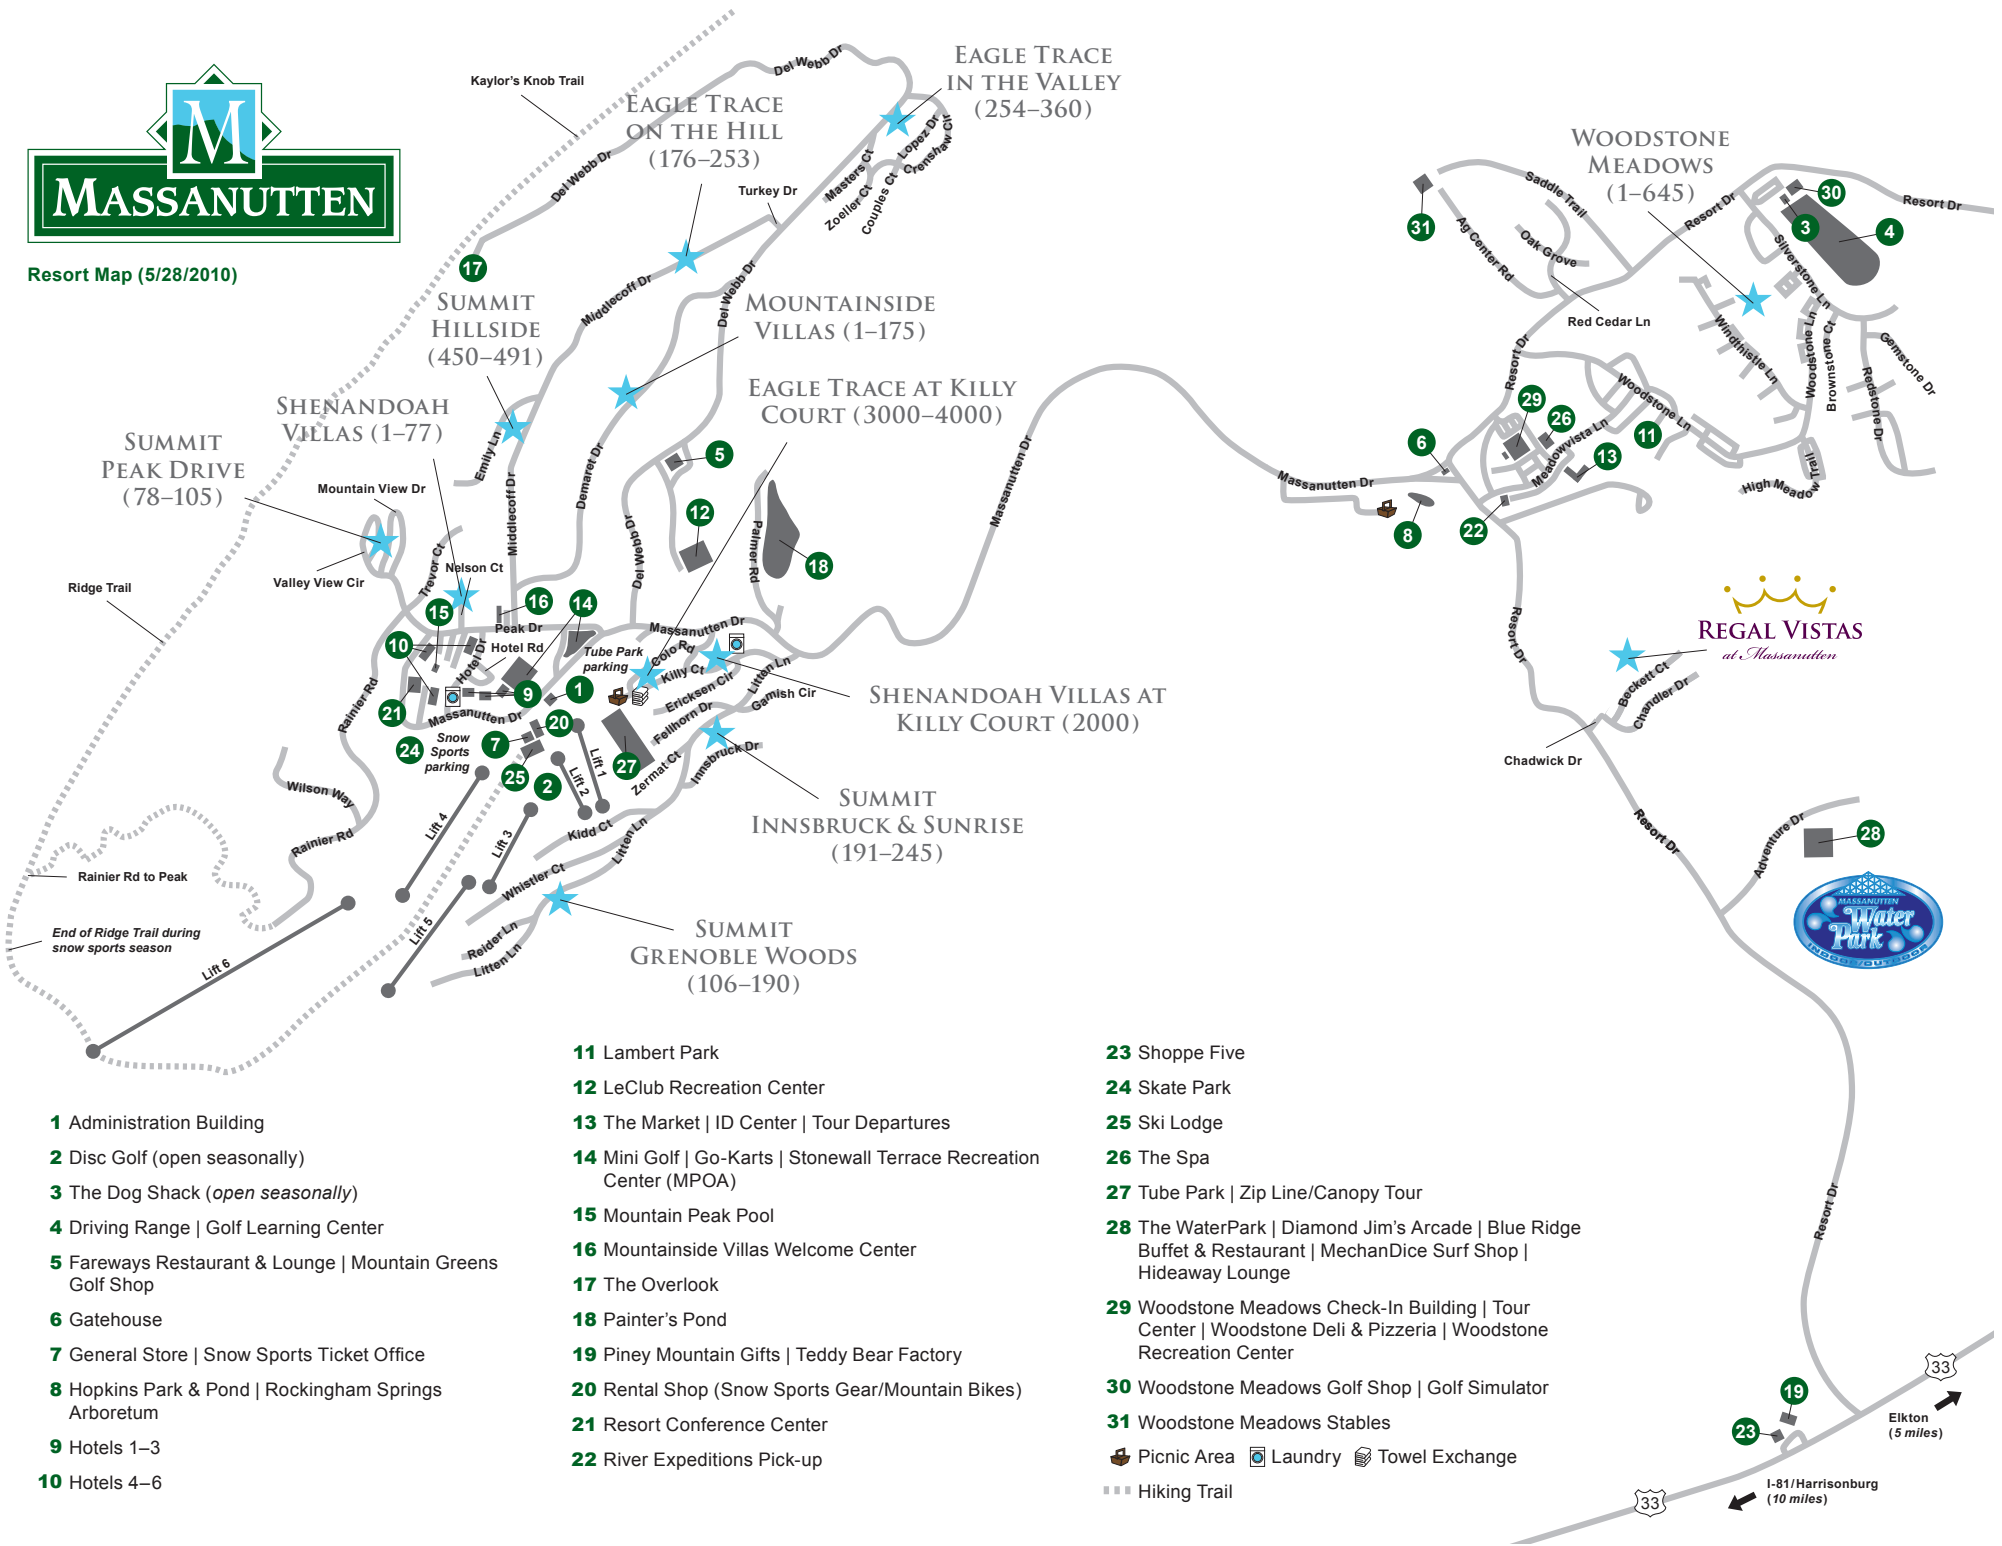 M
MASSANUTTEN
Resort Map (5/28/2010)
Kaylor's Knob Trail
Del Webb Dr
EAGLE TRACE
IN THE VALLEY
(254–360)
EAGLE TRACE
ON THE HILL
(176–253)
Del Webb Dr
Turkey Dr
Masters Ct
Zoeller Ct
Couples Ct
Lopez Dr
Crenshaw Cir
17
SUMMIT
HILLSIDE
(450–491)
Middlecoff Dr
Del Webb Dr
MOUNTAINSIDE
VILLAS (1–175)
EAGLE TRACE AT KILLY
COURT (3000–4000)
SHENANDOAH
VILLAS (1–77)
SUMMIT
PEAK DRIVE
(78–105)
Mountain View Dr
Valley View Cir
Emily Ln
Middlecoff Dr
Demaret Dr
Del Webb Dr
5
12
Palmer Rd
18
Massanutten Dr
Trevor Ct
Nelson Ct
Ridge Trail
15
16
14
Peak Dr
Hotel Rd
Hotel Dr
10
Tube Park
parking
Massanutten Dr
Colo Rd
Killy Ct
Ericksen Cir
Fellhorn Dr
Litten Ln
Gamish Cir
Zermat Ct
Innsbruck Dr
9
1
21
Massanutten Dr
20
24
Snow
Sports
parking
7
25
2
27
Lift 1
Lift 2
Lift 3
Lift 4
Lift 5
Lift 6
Rainier Rd
Wilson Way
Rainier Rd
Rainier Rd to Peak
End of Ridge Trail during
snow sports season
Kidd Ct
Litten Ln
Whistler Ct
Reider Ln
Litten Ln
SHENANDOAH VILLAS AT
KILLY COURT (2000)
SUMMIT
INNSBRUCK & SUNRISE
(191–245)
SUMMIT
GRENOBLE WOODS
(106–190)
WOODSTONE
MEADOWS
(1–645)
31
Saddle Trail
Ag Center Rd
Oak Grove
Red Cedar Ln
Resort Dr
Resort Dr
30
3
4
Silverstone Ln
Windthistle Ln
Woodstone Ln
Brownstone Ct
Redstone Dr
Gemstone Dr
Resort Dr
Woodstone Ln
29
26
11
13
6
Meadowvista Ln
High Meadow
Trail
Massanutten Dr
8
22
Resort Dr
REGAL VISTAS
at Massanutten
Beckett Ct
Chandler Dr
Chadwick Dr
Resort Dr
Adventure Dr
28
MASSANUTTEN
Water
Park
INDOOR/OUTDOOR
Resort Dr
33
19
23
Elkton
(5 miles)
I-81/Harrisonburg
(10 miles)
33
1 Administration Building
2 Disc Golf (open seasonally)
3 The Dog Shack (open seasonally)
4 Driving Range | Golf Learning Center
5 Fareways Restaurant & Lounge | Mountain Greens
Golf Shop
6 Gatehouse
7 General Store | Snow Sports Ticket Office
8 Hopkins Park & Pond | Rockingham Springs
Arboretum
9 Hotels 1–3
10 Hotels 4–6
11 Lambert Park
12 LeClub Recreation Center
13 The Market | ID Center | Tour Departures
14 Mini Golf | Go-Karts | Stonewall Terrace Recreation
Center (MPOA)
15 Mountain Peak Pool
16 Mountainside Villas Welcome Center
17 The Overlook
18 Painter's Pond
19 Piney Mountain Gifts | Teddy Bear Factory
20 Rental Shop (Snow Sports Gear/Mountain Bikes)
21 Resort Conference Center
22 River Expeditions Pick-up
23 Shoppe Five
24 Skate Park
25 Ski Lodge
26 The Spa
27 Tube Park | Zip Line/Canopy Tour
28 The WaterPark | Diamond Jim's Arcade | Blue Ridge
Buffet & Restaurant | MechanDice Surf Shop |
Hideaway Lounge
29 Woodstone Meadows Check-In Building | Tour
Center | Woodstone Deli & Pizzeria | Woodstone
Recreation Center
30 Woodstone Meadows Golf Shop | Golf Simulator
31 Woodstone Meadows Stables
Picnic Area Laundry Towel Exchange
Hiking Trail